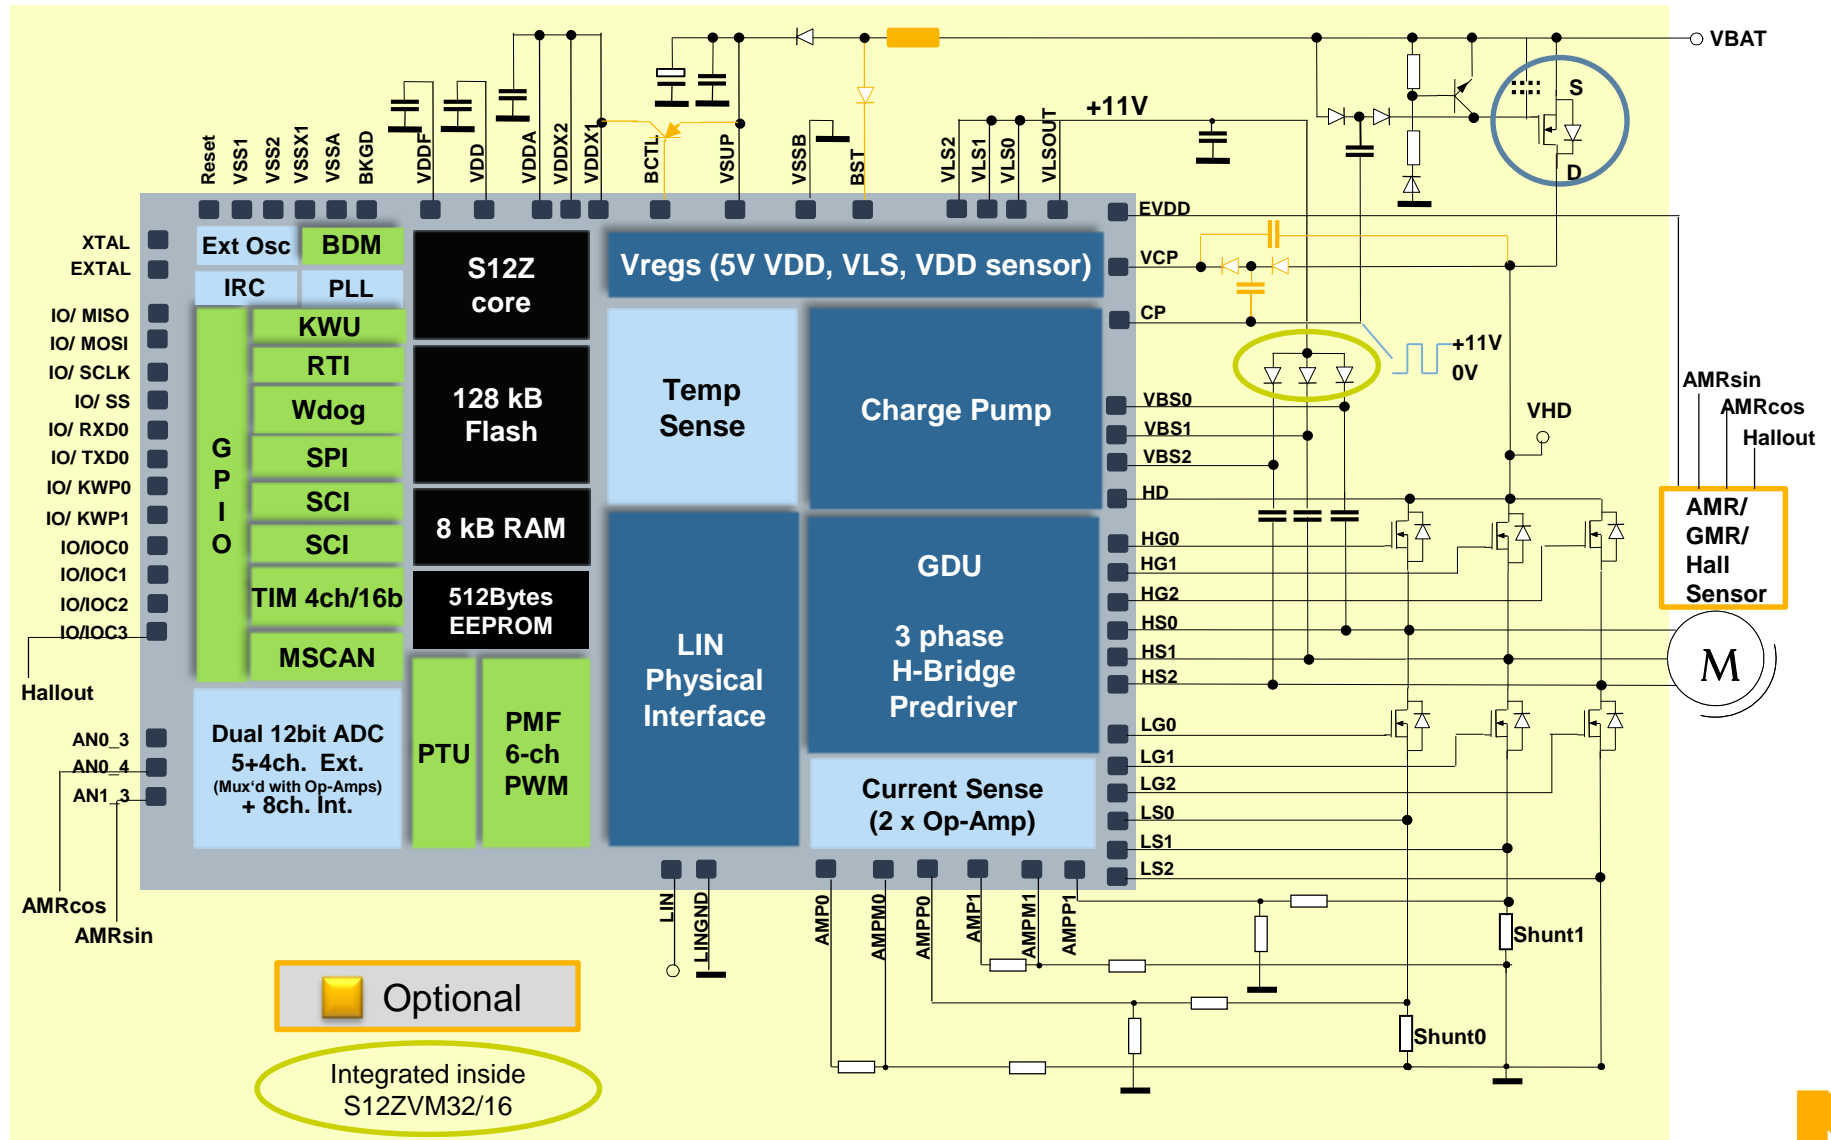 VBAT
+11V
S
D
Reset
VSS1
VSS2
VSSX1
VSSA
BKGD
VDDF
VDD
VDDA
VDDX2
VDDX1
BCTL
VSUP
VSSB
BST
VLS2
VLS1
VLS0
VLSOUT
XTAL
EXTAL
IO/ MISO
IO/ MOSI
IO/ SCLK
IO/ SS
IO/ RXD0
IO/ TXD0
IO/ KWP0
IO/ KWP1
IO/IOC0
IO/IOC1
IO/IOC2
IO/IOC3
Hallout
AN0_3
AN0_4
AN1_3
AMRcos
AMRsin
Ext Osc
BDM
IRC
PLL
GPIO
KWU
RTI
Wdog
SPI
SCI
SCI
TIM 4ch/16b
MSCAN
Dual 12bit ADC
5+4ch. Ext.
(Mux‘d with Op-Amps)
+ 8ch. Int.
S12Z
core
128 kB
Flash
8 kB RAM
512Bytes
EEPROM
PTU
PMF
6-ch
PWM
Vregs (5V VDD, VLS, VDD sensor)
Temp
Sense
Charge Pump
LIN
Physical
Interface
GDU
3 phase
H-Bridge
Predriver
Current Sense
(2 x Op-Amp)
EVDD
VCP
CP
VBS0
VBS1
VBS2
HD
HG0
HG1
HG2
HS0
HS1
HS2
LG0
LG1
LG2
LS0
LS1
LS2
+11V
0V
VHD
AMRsin
AMRcos
Hallout
AMR/
GMR/
Hall
Sensor
M
LIN
LINGND
AMP0
AMPM0
AMPP0
AMP1
AMPM1
AMPP1
Shunt1
Shunt0
Optional
Integrated inside
S12ZVM32/16